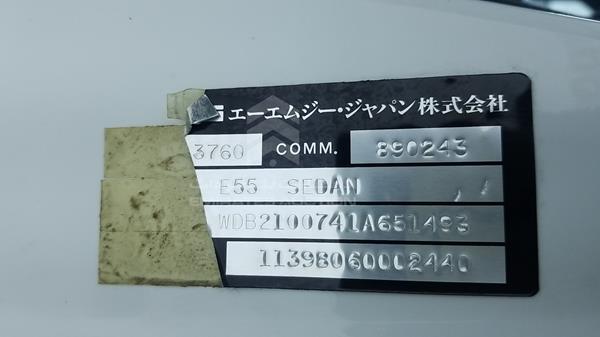 エーエムジー・ジャパン株式会社
3760 COMM. 890243
E55 SEDAN
WDB2100741A651493
11398060002440